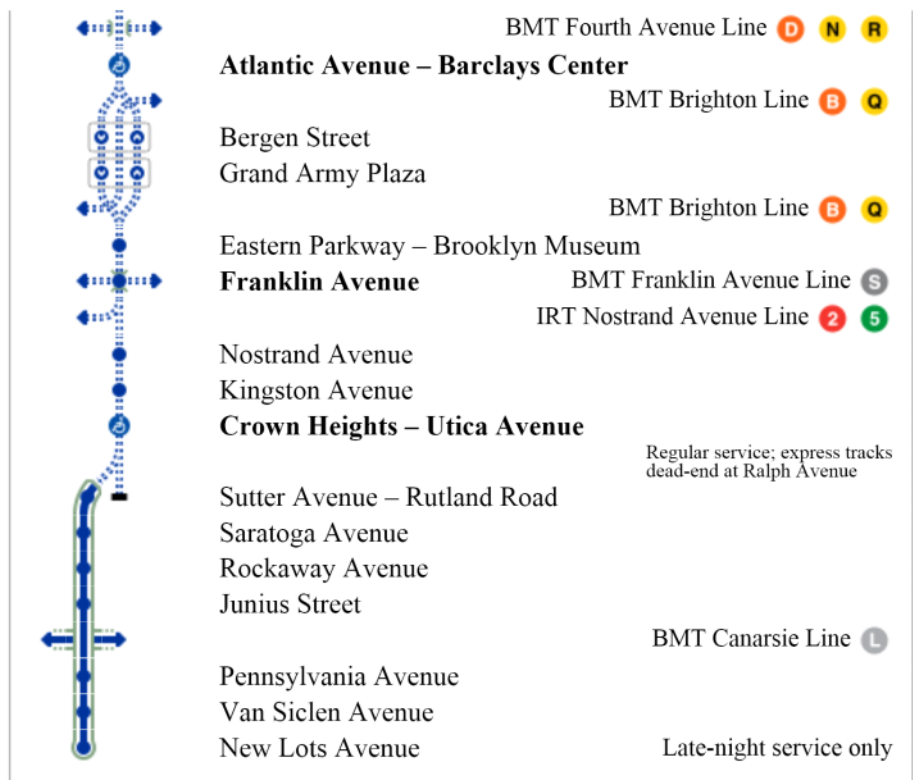 BMT Fourth Avenue Line D N R
Atlantic Avenue – Barclays Center
BMT Brighton Line B Q
Bergen Street
Grand Army Plaza
BMT Brighton Line B Q
Eastern Parkway – Brooklyn Museum
Franklin Avenue BMT Franklin Avenue Line S
IRT Nostrand Avenue Line 2 5
Nostrand Avenue
Kingston Avenue
Crown Heights – Utica Avenue
Regular service; express tracks
dead-end at Ralph Avenue
Sutter Avenue – Rutland Road
Saratoga Avenue
Rockaway Avenue
Junius Street
BMT Canarsie Line L
Pennsylvania Avenue
Van Siclen Avenue
New Lots Avenue Late-night service only